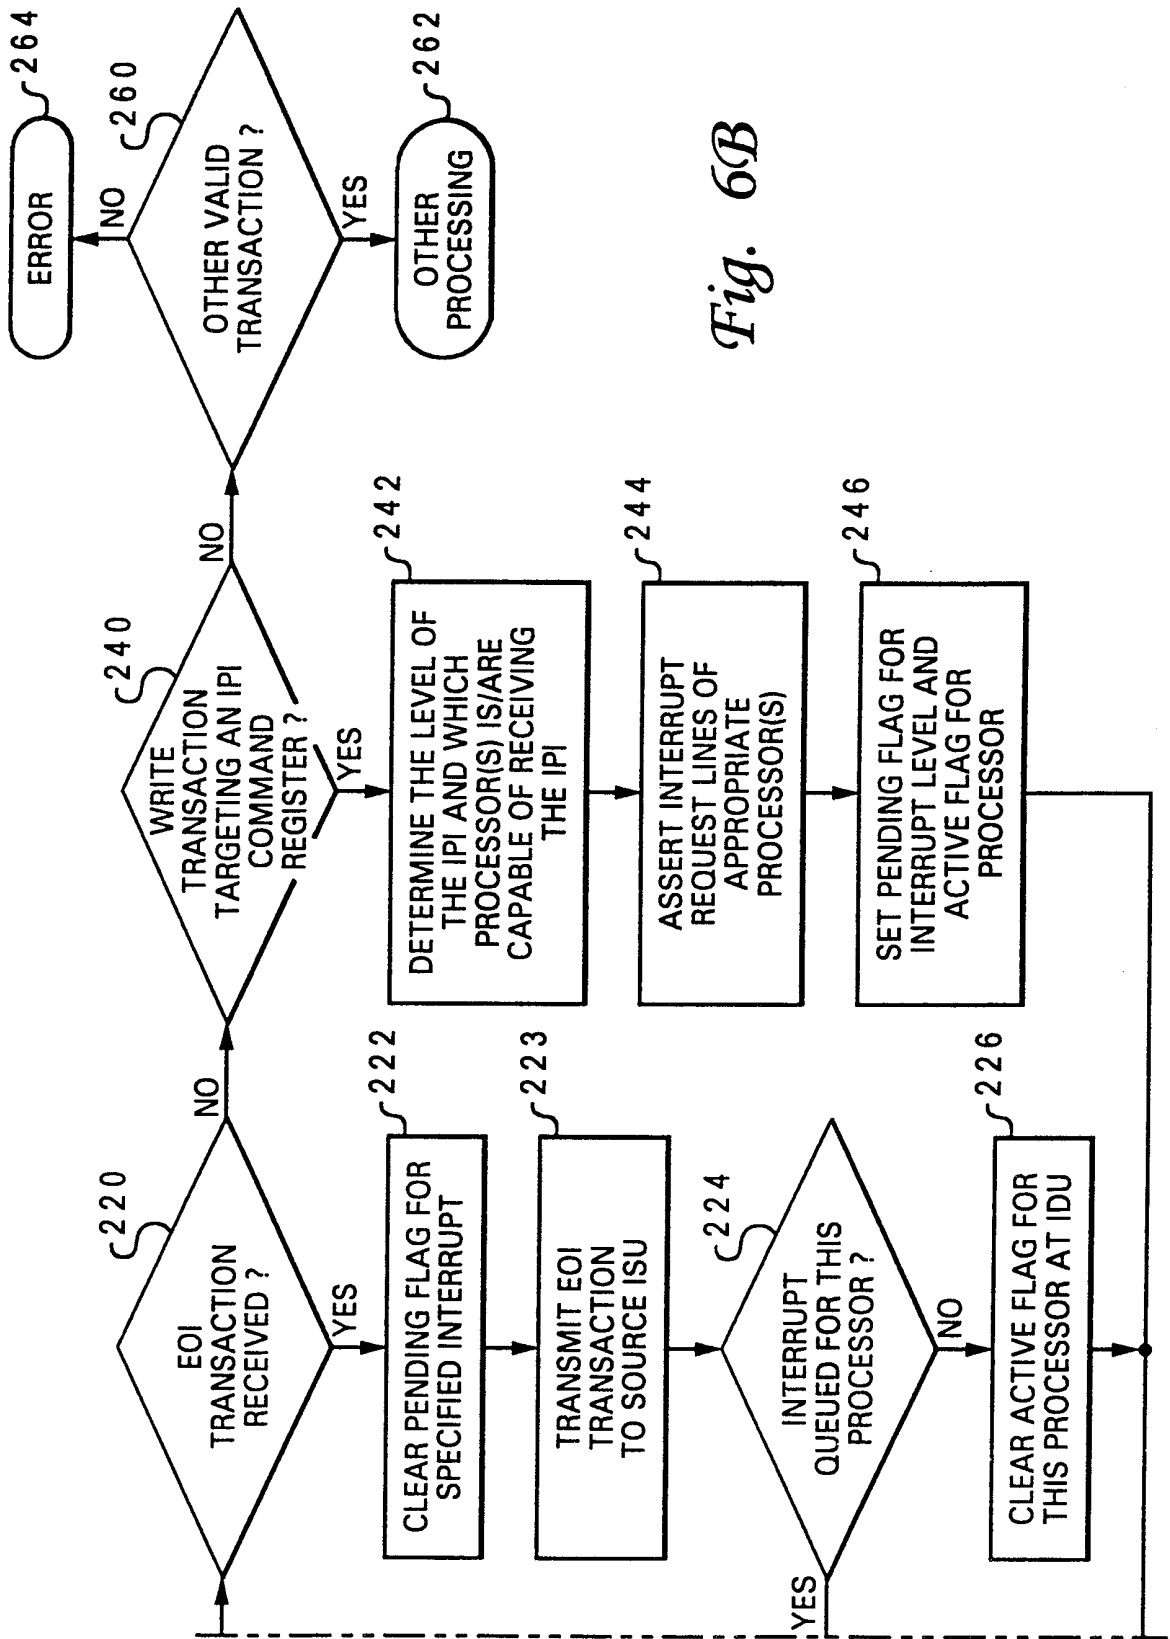 220
EOI
TRANSACTION
RECEIVED ?
NO
YES
222
CLEAR PENDING FLAG FOR
SPECIFIED INTERRUPT
223
TRANSMIT EOI
TRANSACTION
TO SOURCE ISU
224
INTERRUPT
QUEUED FOR THIS
PROCESSOR ?
YES
NO
226
CLEAR ACTIVE FLAG FOR
THIS PROCESSOR AT IDU
240
WRITE
TRANSACTION
TARGETING AN IPI
COMMAND
REGISTER ?
NO
YES
242
DETERMINE THE LEVEL OF
THE IPI AND WHICH
PROCESSOR(S) IS/ARE
CAPABLE OF RECEIVING
THE IPI
244
ASSERT INTERRUPT
REQUEST LINES OF
APPROPRIATE
PROCESSOR(S)
246
SET PENDING FLAG FOR
INTERRUPT LEVEL AND
ACTIVE FLAG FOR
PROCESSOR
264
ERROR
NO
260
OTHER VALID
TRANSACTION ?
YES
262
OTHER
PROCESSING
Fig. 6B